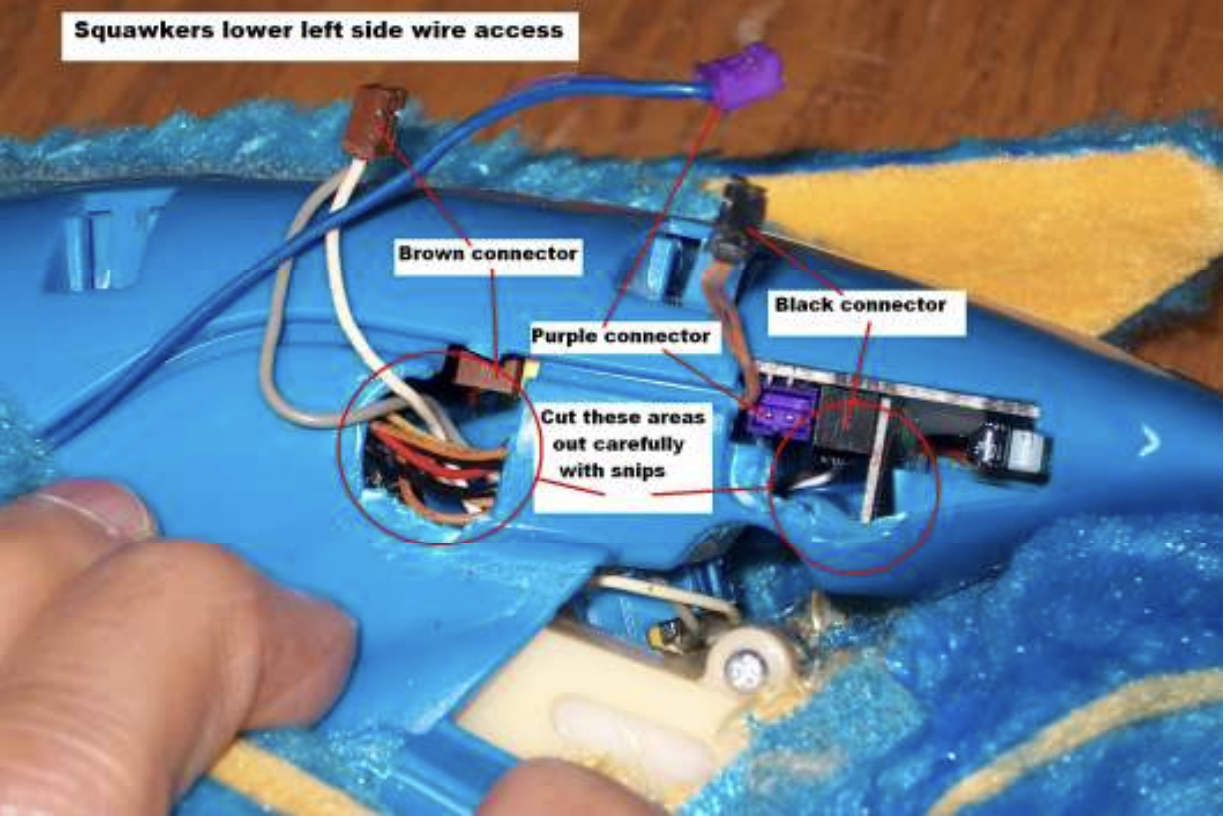 Squawkers lower left side wire access
Brown connector
Purple connector
Black connector
Cut these areas
out carefully
with snips